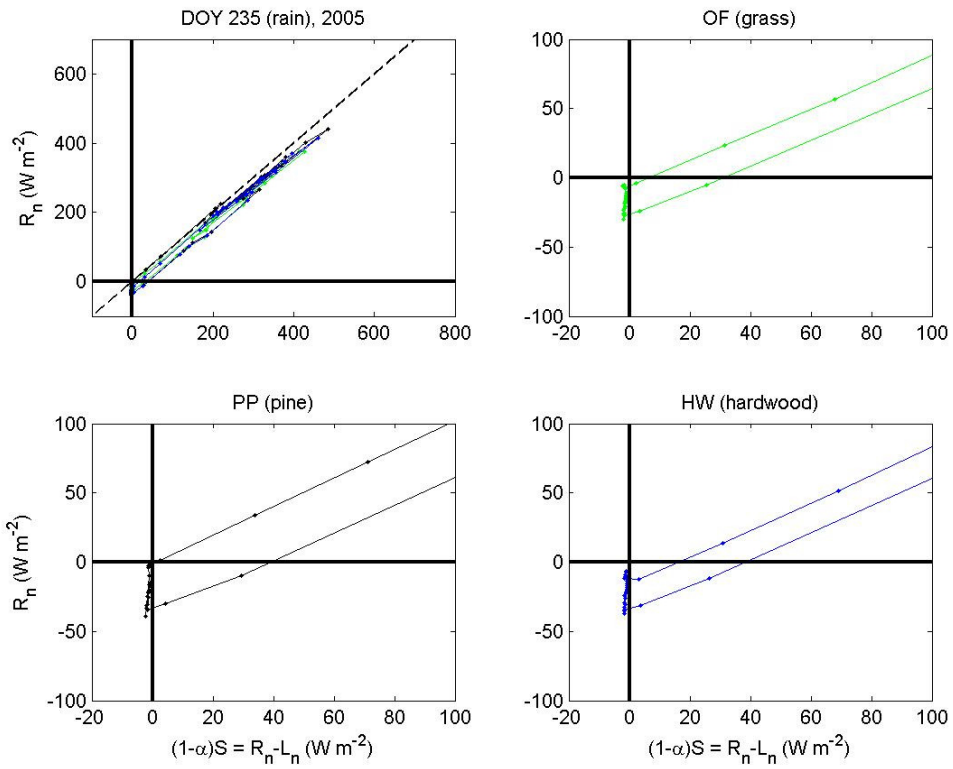 DOY 235 (rain), 2005
R_n (W m^-2)
600
400
200
0
0 200 400 600 800
OF (grass)
100
50
0
-50
-100
-20 0 20 40 60 80 100
PP (pine)
R_n (W m^-2)
100
50
0
-50
-100
-20 0 20 40 60 80 100
(1-α)S = R_n-L_n (W m^-2)
HW (hardwood)
100
50
0
-50
-100
-20 0 20 40 60 80 100
(1-α)S = R_n-L_n (W m^-2)